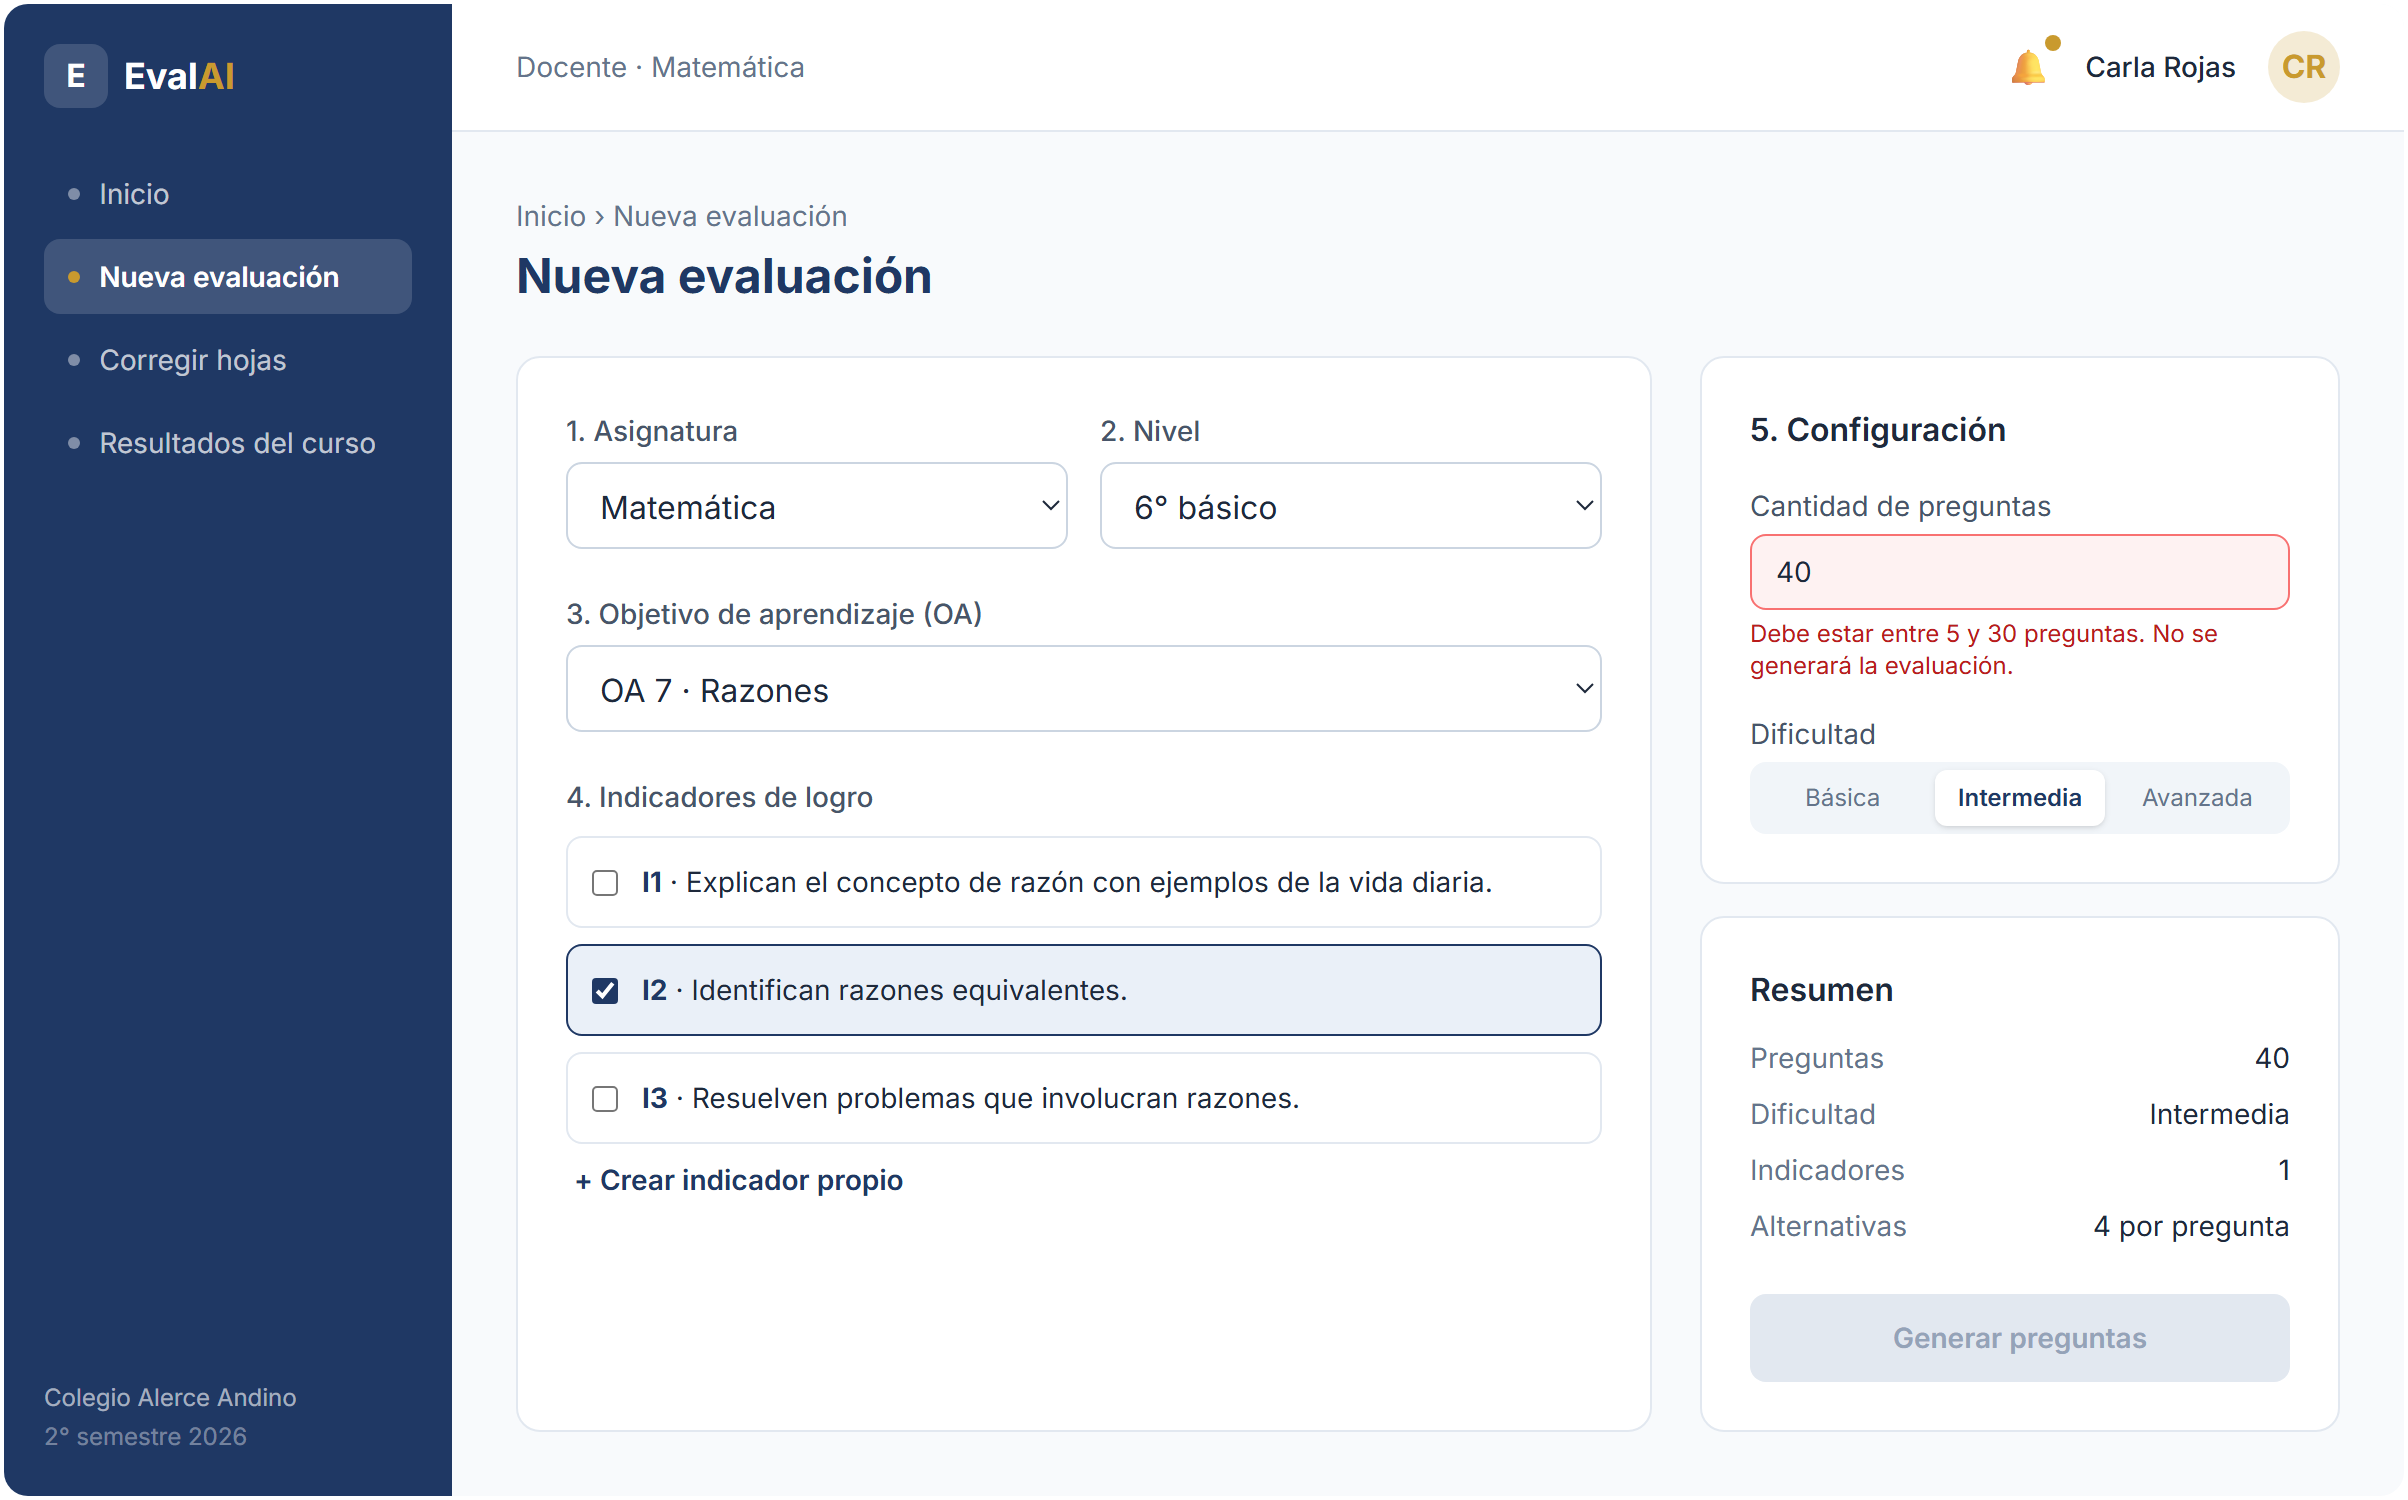 E EvalAI
Inicio
Nueva evaluación
Corregir hojas
Resultados del curso
Colegio Alerce Andino
2° semestre 2026
Docente · Matemática
Carla Rojas CR
Inicio › Nueva evaluación
Nueva evaluación
1. Asignatura
Matemática
2. Nivel
6° básico
3. Objetivo de aprendizaje (OA)
OA 7 · Razones
4. Indicadores de logro
I1 · Explican el concepto de razón con ejemplos de la vida diaria.
I2 · Identifican razones equivalentes.
I3 · Resuelven problemas que involucran razones.
+ Crear indicador propio
5. Configuración
Cantidad de preguntas
40
Debe estar entre 5 y 30 preguntas. No se
generará la evaluación.
Dificultad
Básica Intermedia Avanzada
Resumen
Preguntas 40
Dificultad Intermedia
Indicadores 1
Alternativas 4 por pregunta
Generar preguntas